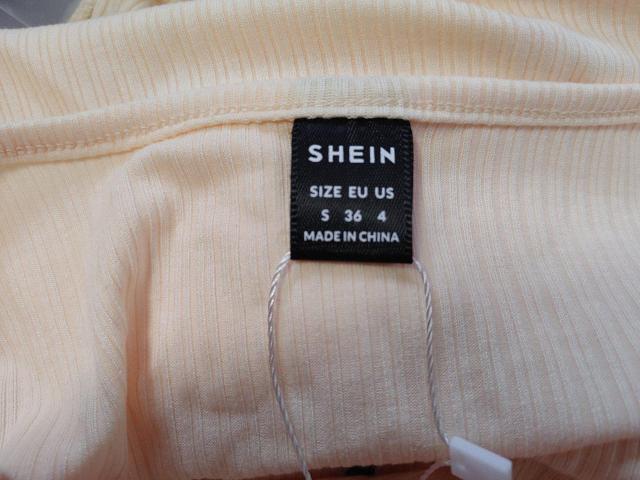 SHEIN
SIZE EU US
S 36 4
MADE IN CHINA